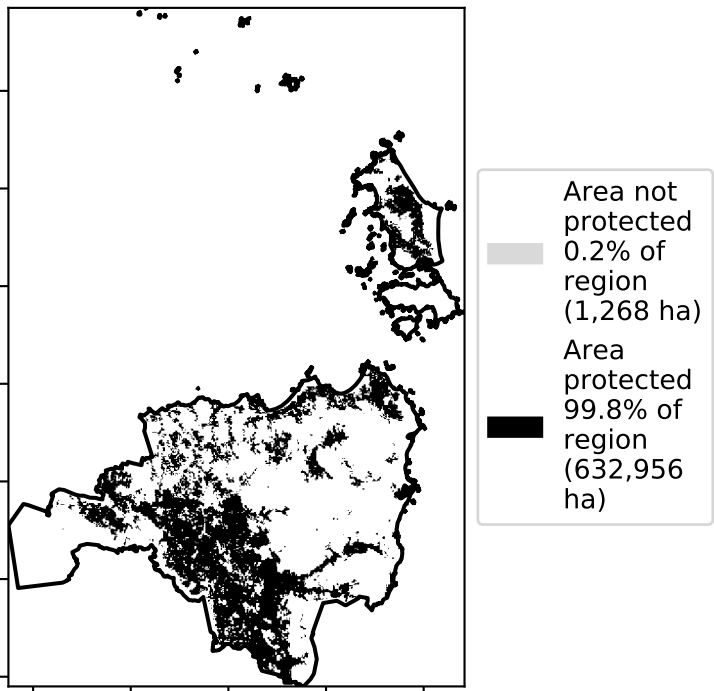 Area not
protected
0.2% of
region
(1,268 ha)
Area
protected
99.8% of
region
(632,956
ha)